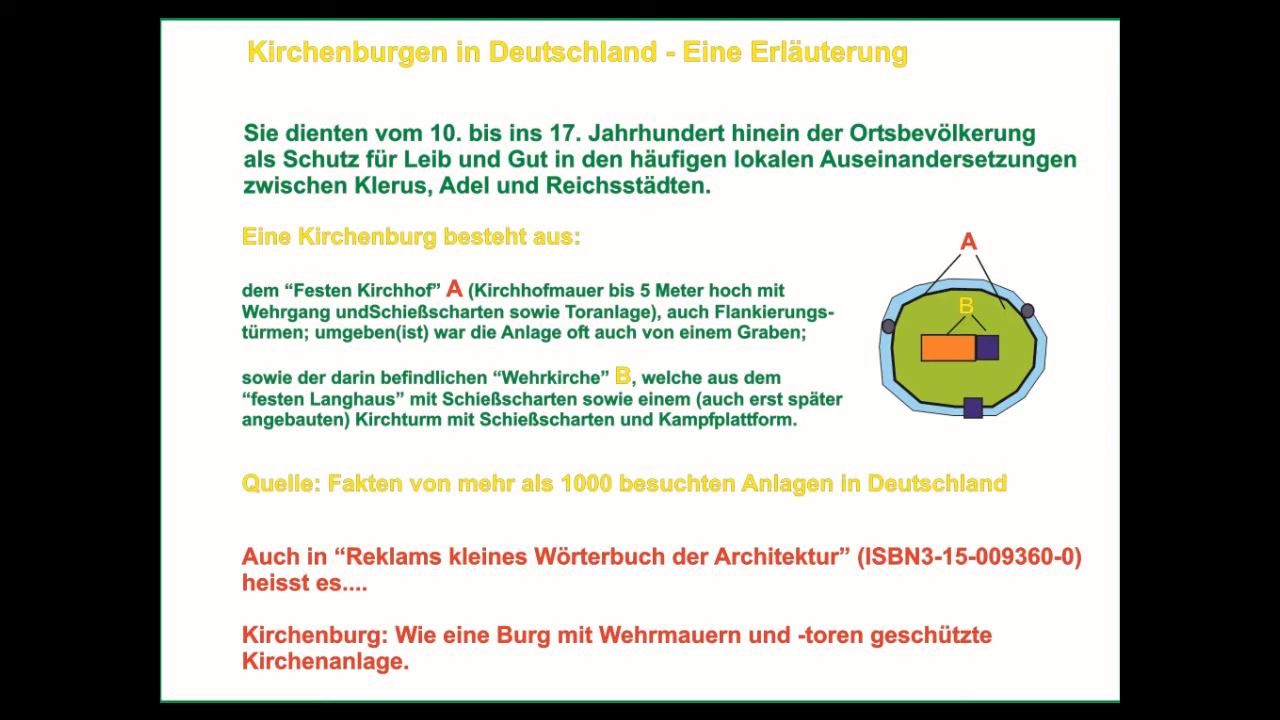 Kirchenburgen in Deutschland - Eine Erläuterung
Sie dienten vom 10. bis ins 17. Jahrhundert hinein der Ortsbevölkerung
als Schutz für Leib und Gut in den häufigen lokalen Auseinandersetzungen
zwischen Klerus, Adel und Reichsstädten.
Eine Kirchenburg besteht aus:
dem “Festen Kirchhof” A (Kirchhofmauer bis 5 Meter hoch mit
Wehrgang undSchießscharten sowie Toranlage), auch Flankierungs-
türmen; umgeben(ist) war die Anlage oft auch von einem Graben;
sowie der darin befindlichen “Wehrkirche” B, welche aus dem
“festen Langhaus” mit Schießscharten sowie einem (auch erst später
angebauten) Kirchturm mit Schießscharten und Kampfplattform.
A
B
Quelle: Fakten von mehr als 1000 besuchten Anlagen in Deutschland
Auch in “Reklams kleines Wörterbuch der Architektur” (ISBN3-15-009360-0)
heisst es....
Kirchenburg: Wie eine Burg mit Wehrmauern und -toren geschützte
Kirchenanlage.